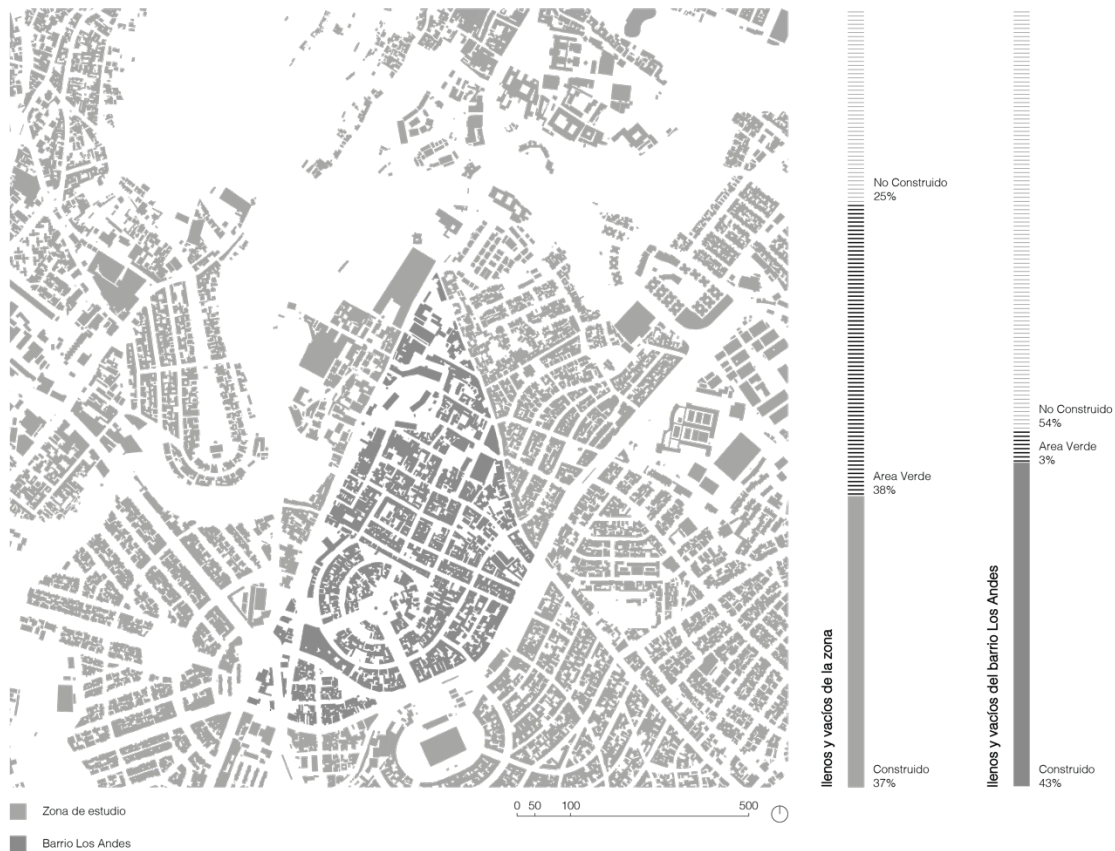 No Construido
25%
Area Verde
38%
Construido
37%
llenos y vacíos de la zona
No Construido
54%
Area Verde
3%
Construido
43%
llenos y vacíos del barrio Los Andes
Zona de estudio
Barrio Los Andes
0 50 100 500